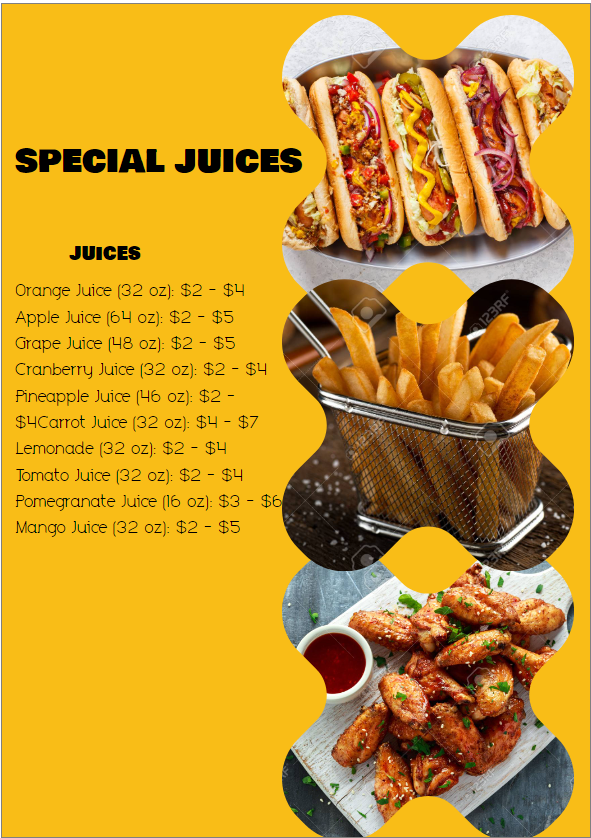 SPECIAL JUICES
JUICES
Orange Juice (32 oz): $2 - $4
Apple Juice (64 oz): $2 - $5
Grape Juice (48 oz): $2 - $5
Cranberry Juice (32 oz): $2 - $4
Pineapple Juice (46 oz): $2 -
$4Carrot Juice (32 oz): $4 - $7
Lemonade (32 oz): $2 - $4
Tomato Juice (32 oz): $2 - $4
Pomegranate Juice (16 oz): $3 - $6
Mango Juice (32 oz): $2 - $5